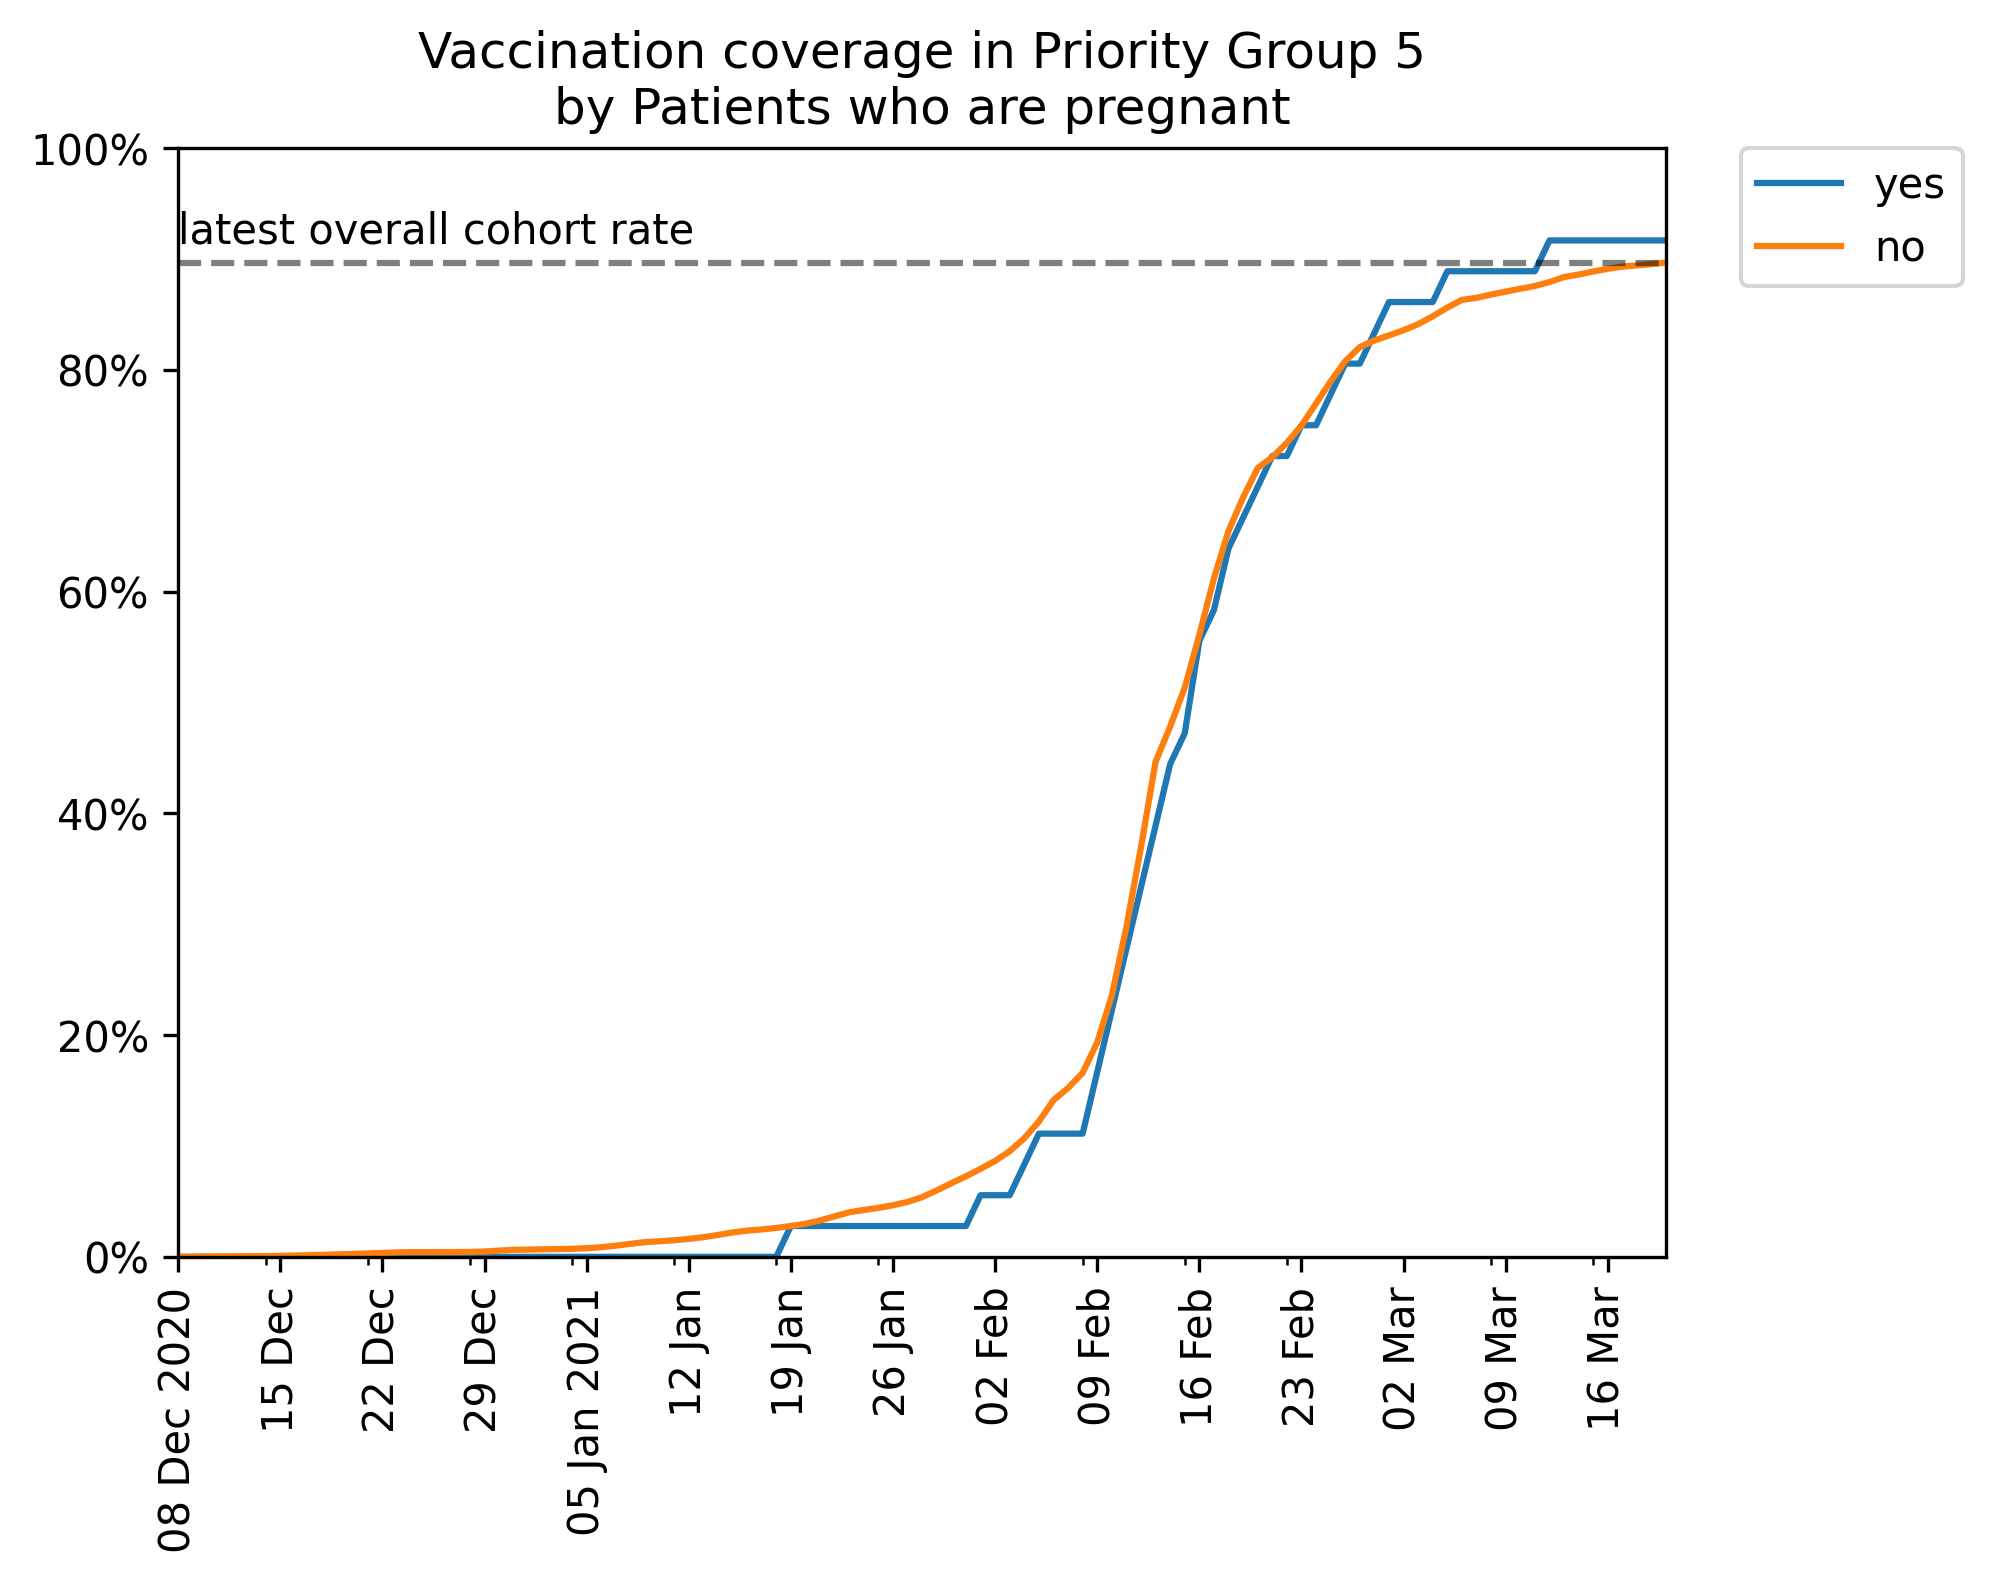 Vaccination coverage in Priority Group 5
by Patients who are pregnant
100%
80%
60%
40%
20%
0%
latest overall cohort rate
yes
no
08 Dec 2020
15 Dec
22 Dec
29 Dec
05 Jan 2021
12 Jan
19 Jan
26 Jan
02 Feb
09 Feb
16 Feb
23 Feb
02 Mar
09 Mar
16 Mar